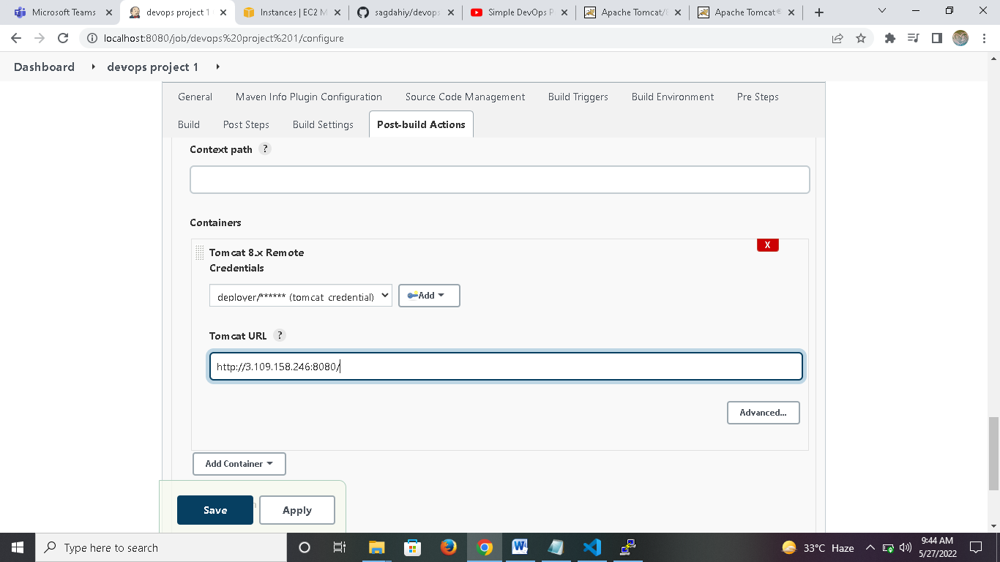 Microsoft Teams
devops project 1
Instances | EC2 M
sagdahiy/devops
Simple DevOps P
Apache Tomcat/8
Apache Tomcat®
localhost:8080/job/devops%20project%201/configure
Dashboard
devops project 1
General
Maven Info Plugin Configuration
Source Code Management
Build Triggers
Build Environment
Pre Steps
Build
Post Steps
Build Settings
Post-build Actions
Context path ?
Containers
X
Tomcat 8.x Remote
Credentials
deployer/****** (tomcat_credential)
Add
Tomcat URL ?
http://3.109.158.246:8080/
Advanced...
Add Container
Save
Apply
Type here to search
33°C Haze
9:44 AM
5/27/2022